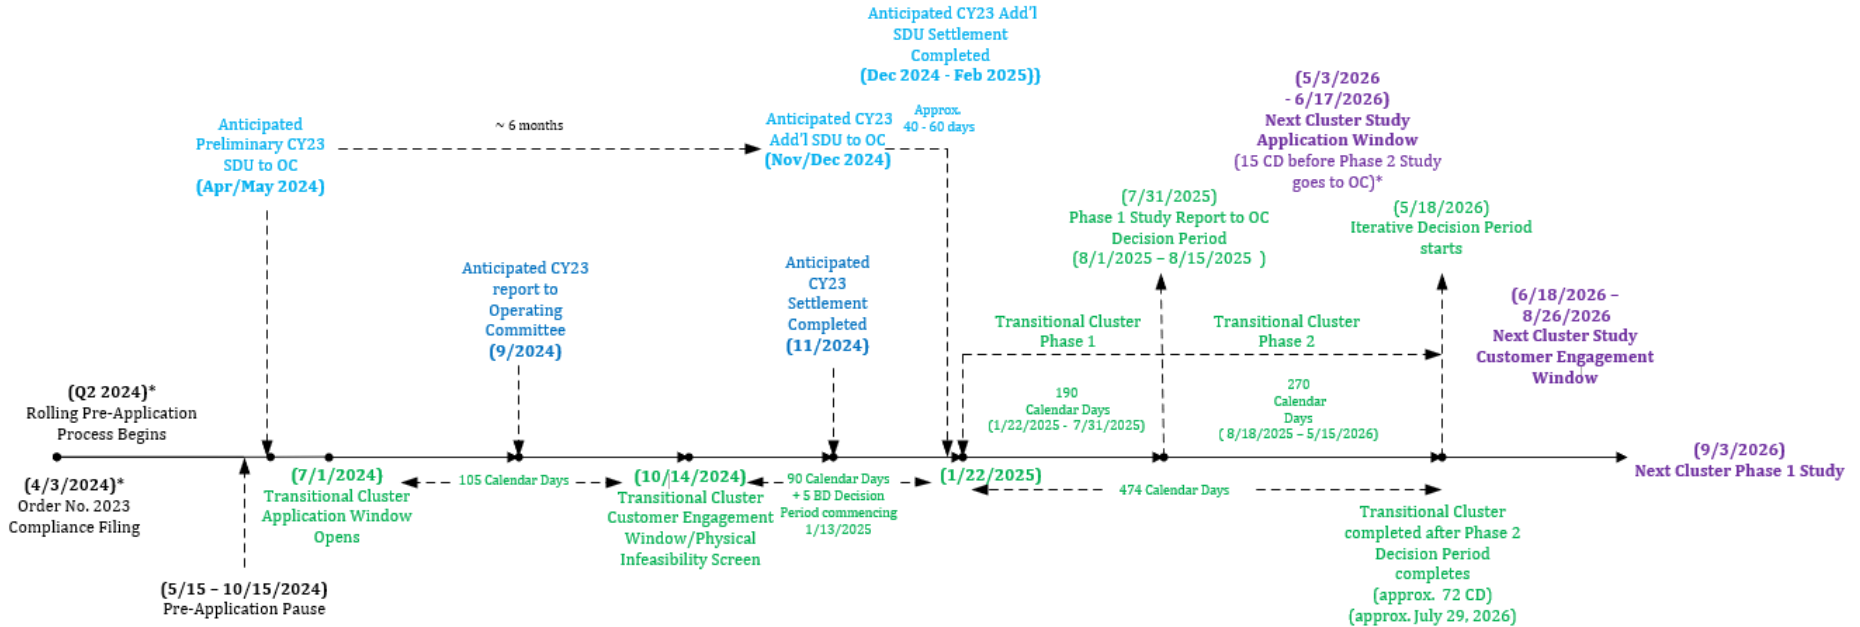 Anticipated CY23 Add'l
SDU Settlement
Completed
(Dec 2024 - Feb 2025))
(5/3/2026
- 6/17/2026)
Next Cluster Study
Application Window
(15 CD before Phase 2 Study
goes to OC)*
Anticipated
Preliminary CY23
SDU to OC
(Apr/May 2024)
~ 6 months
Anticipated CY23
Add'l SDU to OC
(Nov/Dec 2024)
Approx.
40 - 60 days
(7/31/2025)
Phase 1 Study Report to OC
Decision Period
(8/1/2025 – 8/15/2025 )
(5/18/2026)
Iterative Decision Period
starts
Anticipated CY23
report to
Operating
Committee
(9/2024)
Anticipated
CY23
Settlement
Completed
(11/2024)
Transitional Cluster
Phase 1
Transitional Cluster
Phase 2
(6/18/2026 –
8/26/2026
Next Cluster Study
Customer Engagement
Window
(Q2 2024)*
Rolling Pre-Application
Process Begins
190
Calendar Days
(1/22/2025 - 7/31/2025)
270
Calendar
Days
( 8/18/2025 – 5/15/2026)
(9/3/2026)
Next Cluster Phase 1 Study
(4/3/2024)*
Order No. 2023
Compliance Filing
(7/1/2024)
Transitional Cluster
Application Window
Opens
105 Calendar Days
(10/14/2024)
Transitional Cluster
Customer Engagement
Window/Physical
Infeasibility Screen
90 Calendar Days
+ 5 BD Decision
Period commencing
1/13/2025
(1/22/2025)
474 Calendar Days
Transitional Cluster
completed after Phase 2
Decision Period
completes
(approx. 72 CD)
(approx. July 29, 2026)
(5/15 – 10/15/2024)
Pre-Application Pause